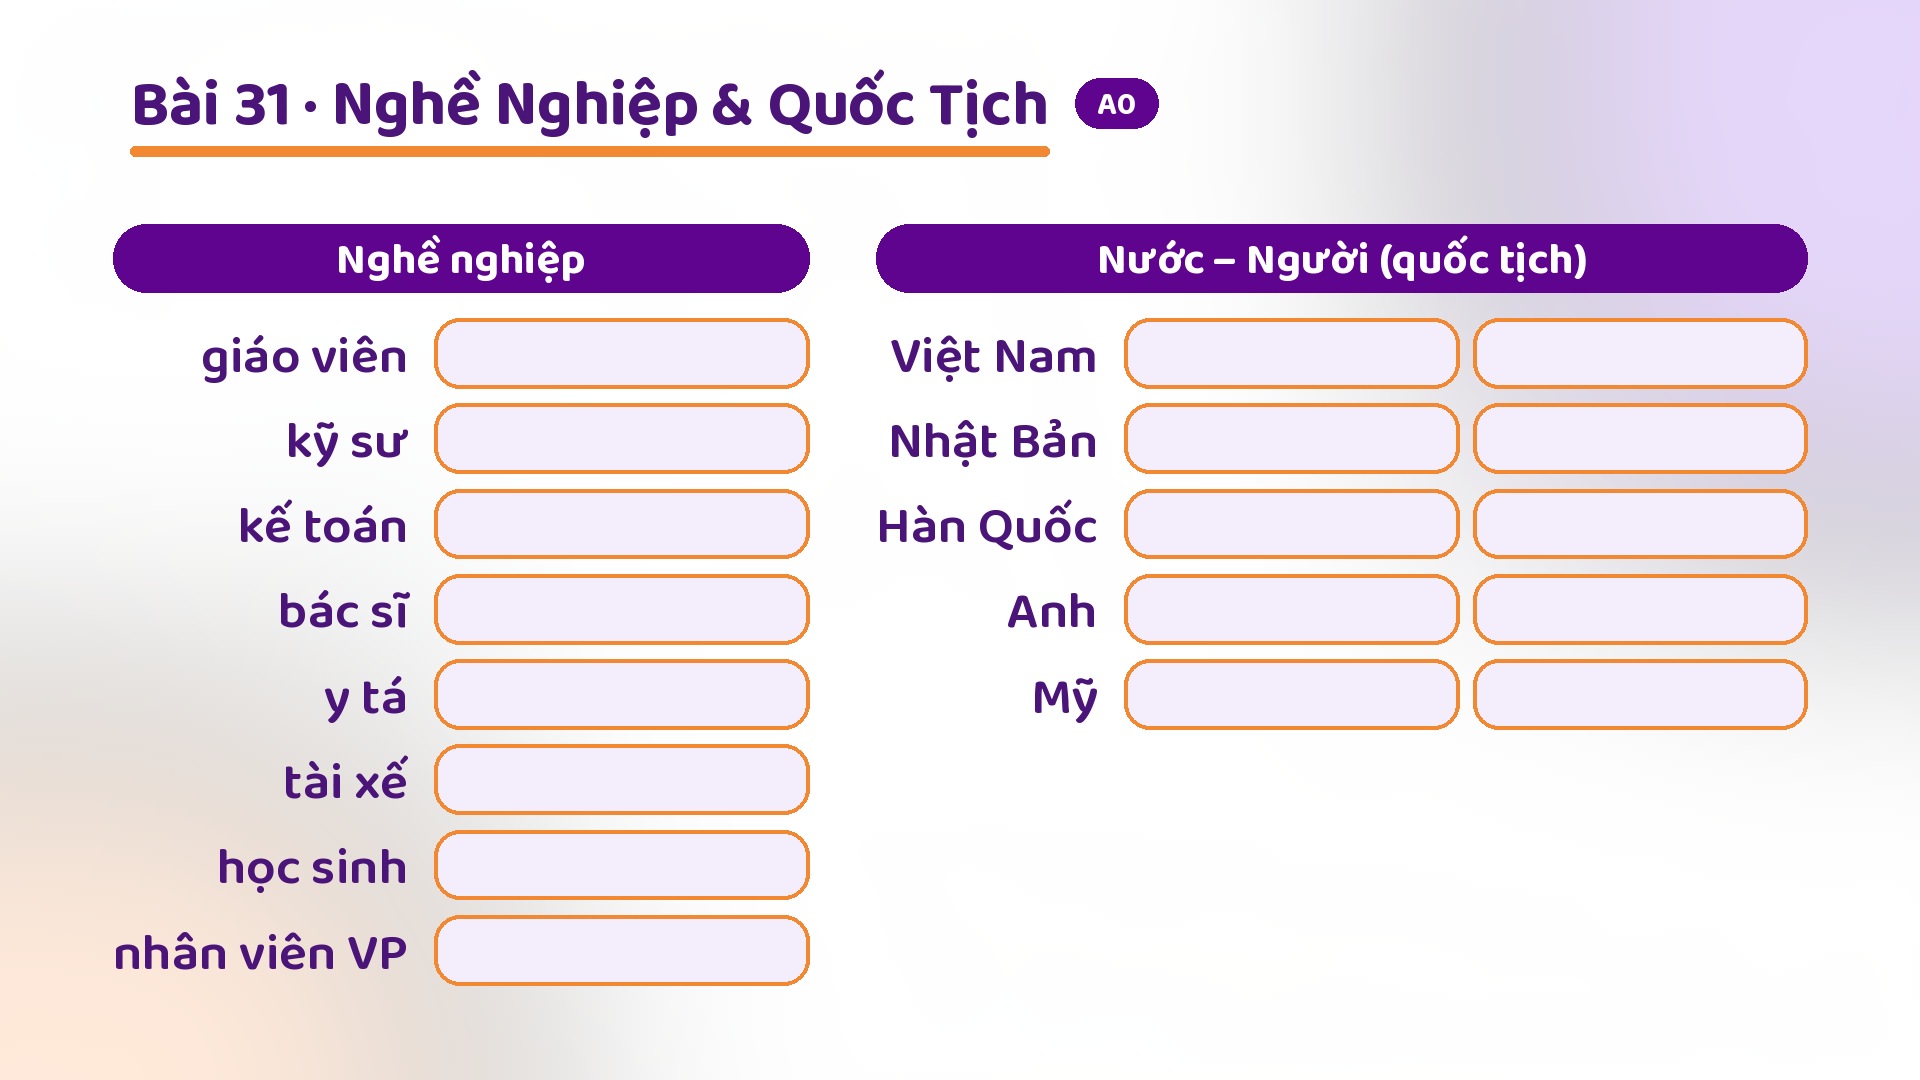 Bài 31 · Nghề Nghiệp & Quốc Tịch A0
Nghề nghiệp
giáo viên
kỹ sư
kế toán
bác sĩ
y tá
tài xế
học sinh
nhân viên VP
Nước – Người (quốc tịch)
Việt Nam
Nhật Bản
Hàn Quốc
Anh
Mỹ